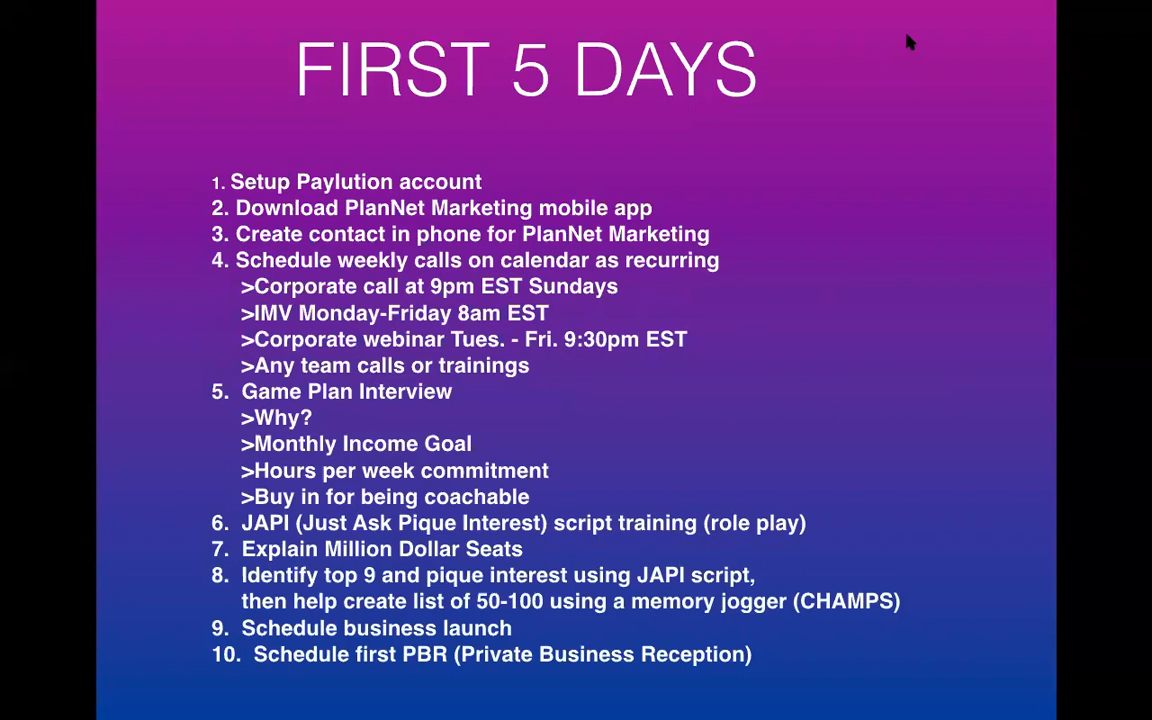 FIRST 5 DAYS
1. Setup Paylution account
2. Download PlanNet Marketing mobile app
3. Create contact in phone for PlanNet Marketing
4. Schedule weekly calls on calendar as recurring
>Corporate call at 9pm EST Sundays
>IMV Monday-Friday 8am EST
>Corporate webinar Tues. - Fri. 9:30pm EST
>Any team calls or trainings
5. Game Plan Interview
>Why?
>Monthly Income Goal
>Hours per week commitment
>Buy in for being coachable
6. JAPI (Just Ask Pique Interest) script training (role play)
7. Explain Million Dollar Seats
8. Identify top 9 and pique interest using JAPI script,
then help create list of 50-100 using a memory jogger (CHAMPS)
9. Schedule business launch
10. Schedule first PBR (Private Business Reception)